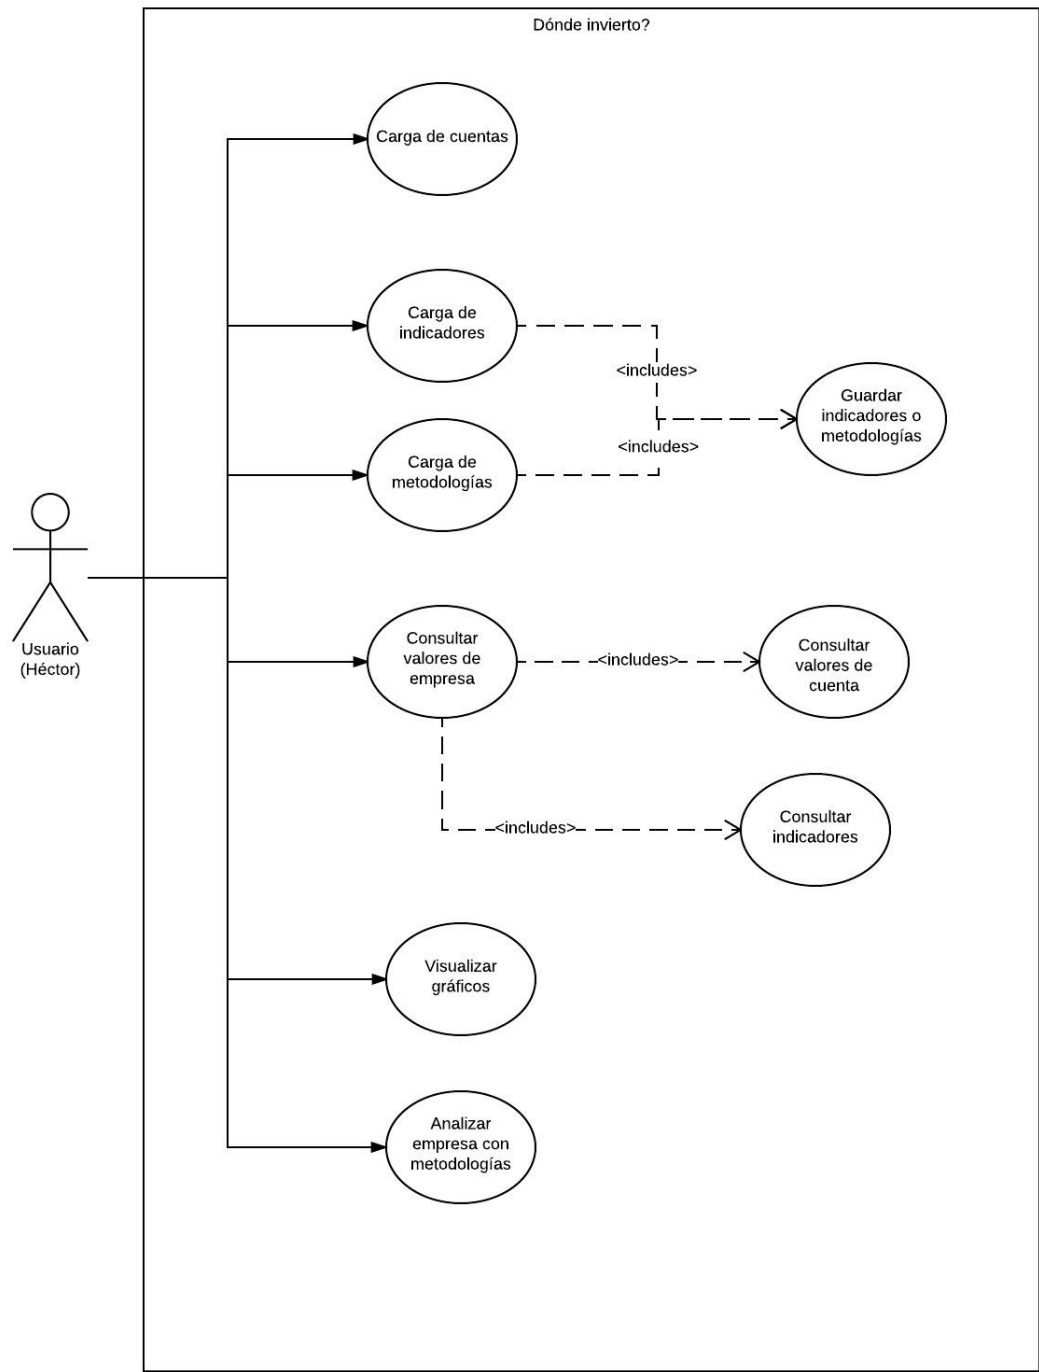 Dónde invierto?
Carga de cuentas
Carga de
indicadores
<includes>
Guardar
indicadores o
metodologías
<includes>
Carga de
metodologías
Usuario
(Héctor)
Consultar
valores de
empresa
<includes>
Consultar
valores de
cuenta
<includes>
Consultar
indicadores
Visualizar
gráficos
Analizar
empresa con
metodologías